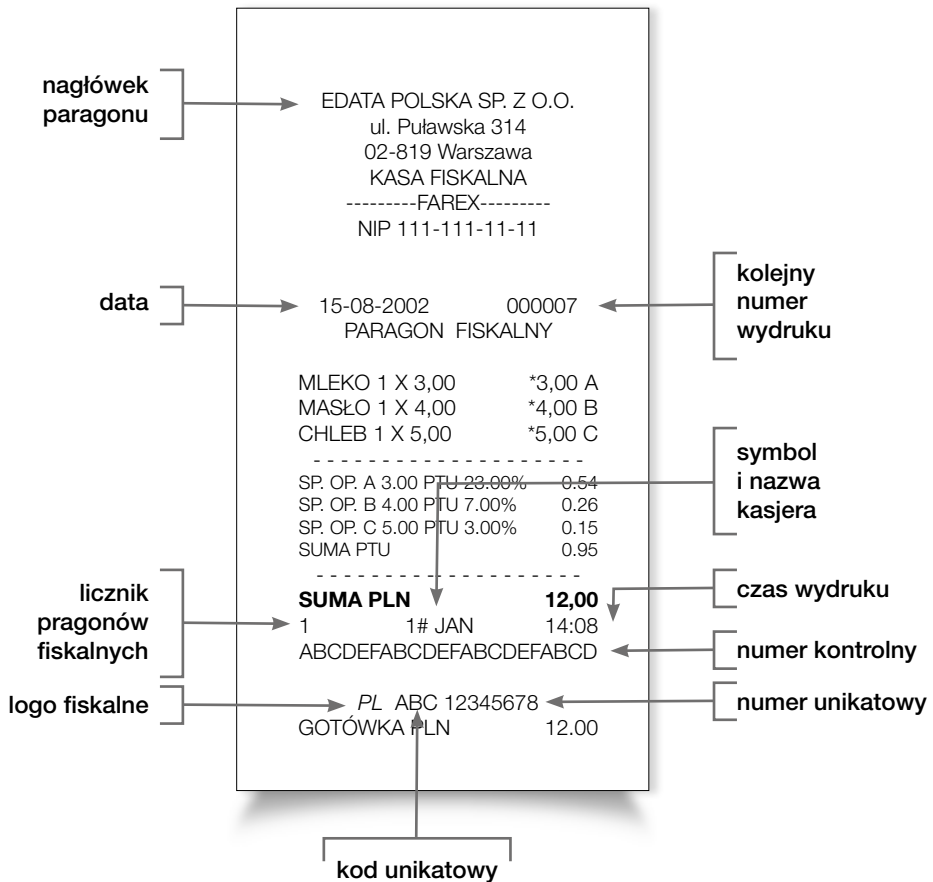 nagłówek
paragonu
EDATA POLSKA SP. Z O.O.
ul. Puławska 314
02-819 Warszawa
KASA FISKALNA
---------FAREX---------
NIP 111-111-11-11
data
15-08-2002 000007
kolejny
numer
wydruku
PARAGON FISKALNY
MLEKO 1 X 3,00 *3,00 A
MASŁO 1 X 4,00 *4,00 B
CHLEB 1 X 5,00 *5,00 C
- - - - - - - - - - - - - - - - - - - - -
symbol
i nazwa
kasjera
SP. OP. A 3.00 PTU 23.00% 0.54
SP. OP. B 4.00 PTU 7.00% 0.26
SP. OP. C 5.00 PTU 3.00% 0.15
SUMA PTU 0.95
- - - - - - - - - - - - - - - - - - - - -
licznik
pragonów
fiskalnych
SUMA PLN 12,00
1 1# JAN 14:08
czas wydruku
ABCDEFABCDEFABCDEFABCD
numer kontrolny
logo fiskalne
PL ABC 12345678
numer unikatowy
GOTÓWKA PLN 12.00
kod unikatowy